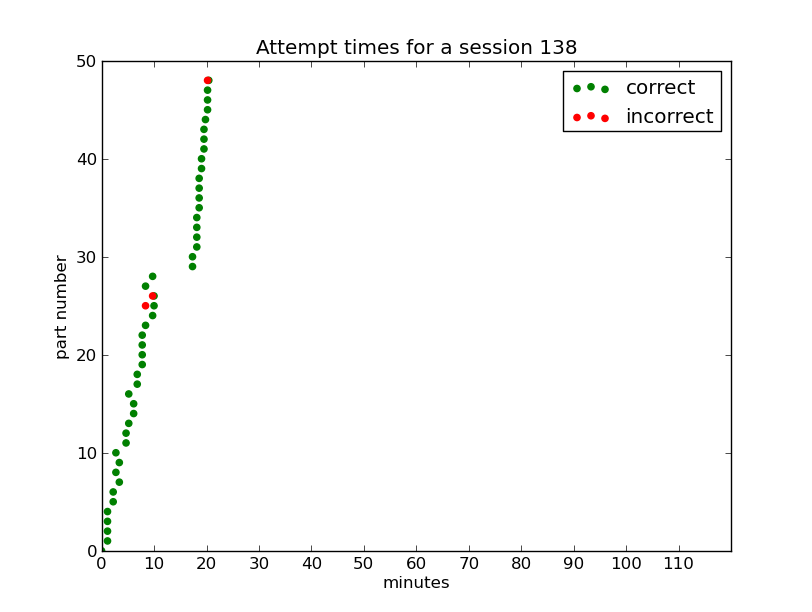 Attempt times for a session 138
50
40
30
20
10
0
part number
correct
incorrect
0 10 20 30 40 50 60 70 80 90 100 110
minutes